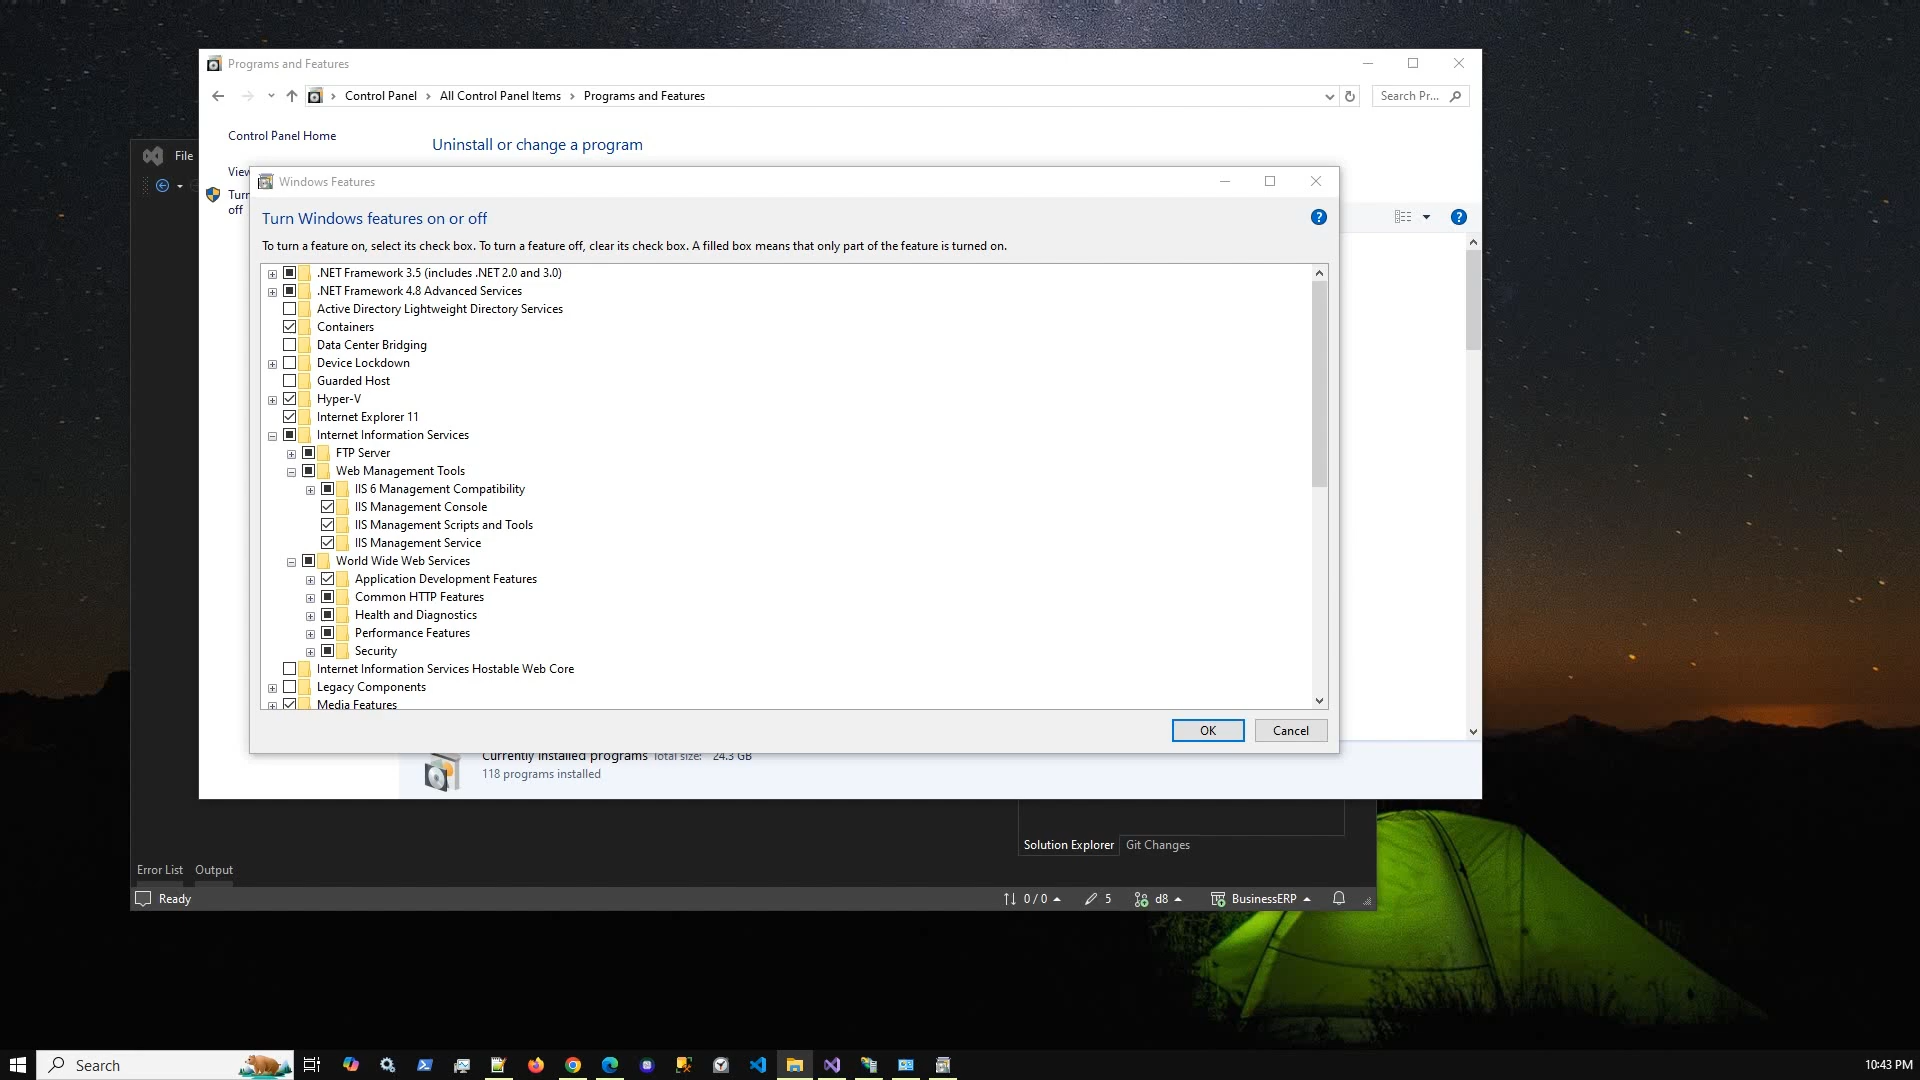 Programs and Features
Control Panel > All Control Panel Items > Programs and Features
Search Pr...
Control Panel Home
Uninstall or change a program
File
View
Turn
off
Windows Features
Turn Windows features on or off
To turn a feature on, select its check box. To turn a feature off, clear its check box. A filled box means that only part of the feature is turned on.
.NET Framework 3.5 (includes .NET 2.0 and 3.0)
.NET Framework 4.8 Advanced Services
Active Directory Lightweight Directory Services
Containers
Data Center Bridging
Device Lockdown
Guarded Host
Hyper-V
Internet Explorer 11
Internet Information Services
FTP Server
Web Management Tools
IIS 6 Management Compatibility
IIS Management Console
IIS Management Scripts and Tools
IIS Management Service
World Wide Web Services
Application Development Features
Common HTTP Features
Health and Diagnostics
Performance Features
Security
Internet Information Services Hostable Web Core
Legacy Components
Media Features
OK
Cancel
Currently installed programs Total size: 24.3 GB
118 programs installed
Solution Explorer
Git Changes
Error List
Output
Ready
0 / 0
5
d8
BusinessERP
Search
10:43 PM